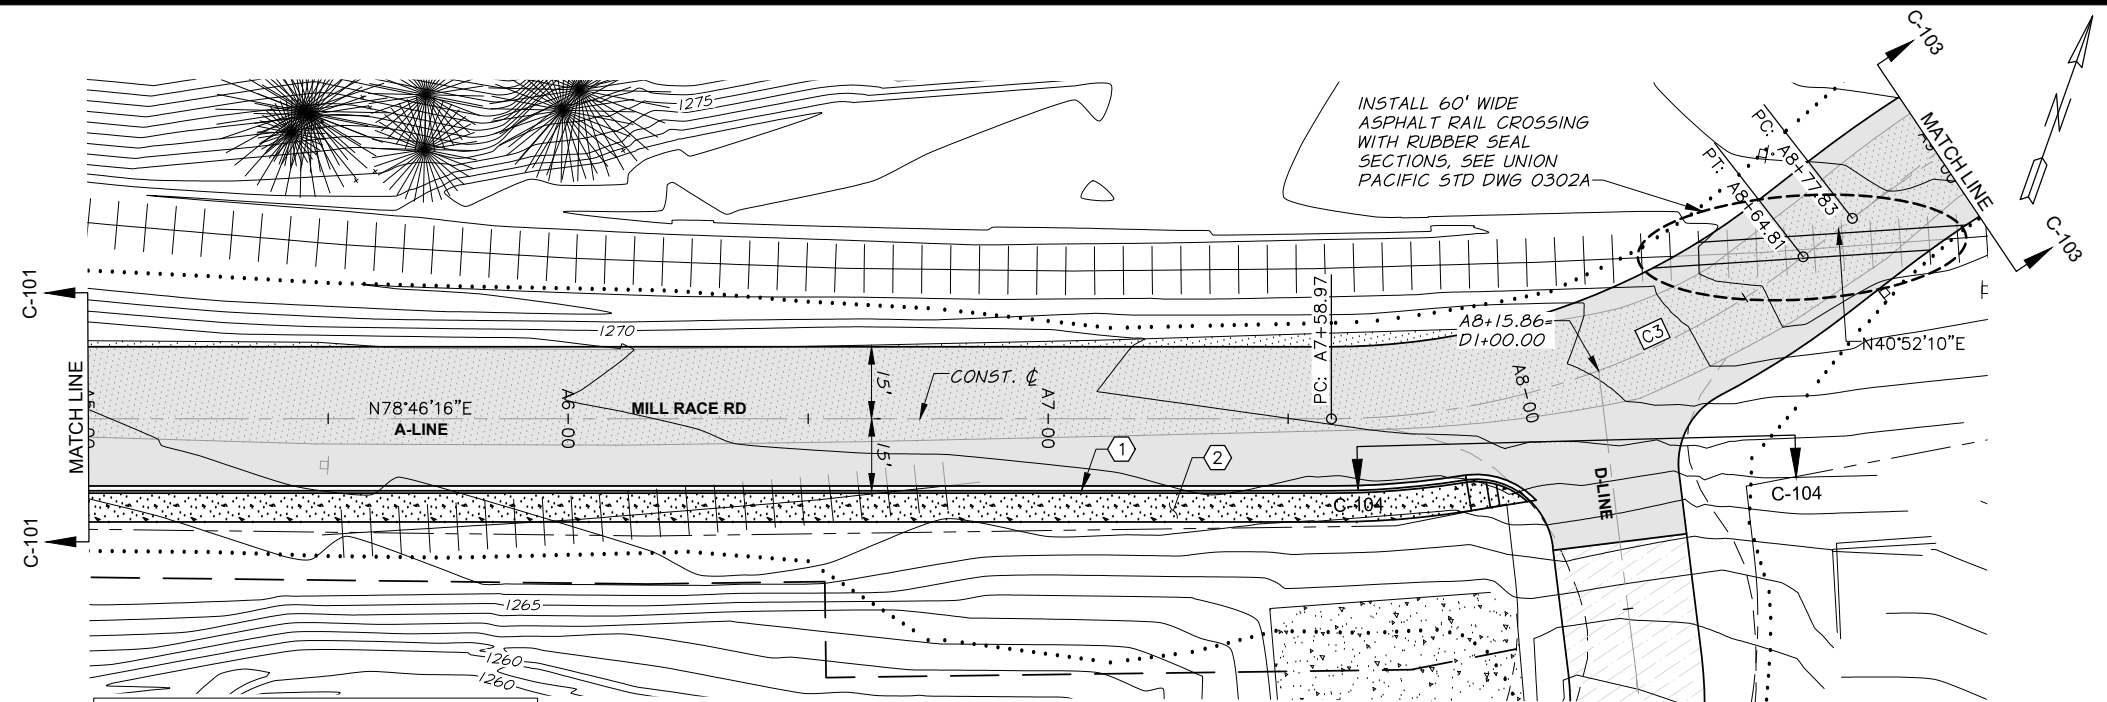 C-103
MATCH LINE
C-103
1275
INSTALL 60' WIDE
ASPHALT RAIL CROSSING
WITH RUBBER SEAL
SECTIONS, SEE UNION
PACIFIC STD DWG 0302A
PC: A8+77.83
PT: A8+64.81
N
C-101
MATCH LINE
C-101
1270
PC: A7+58.97
A8+15.86=
D1+00.00
C3
N40°52'10"E
15'
CONST. ℄
N78°46'16"E
A-LINE
A6+00
MILL RACE RD
A7+00
A8+00
15'
1
2
C-104
C-104
D-LINE
1265
1260
1260